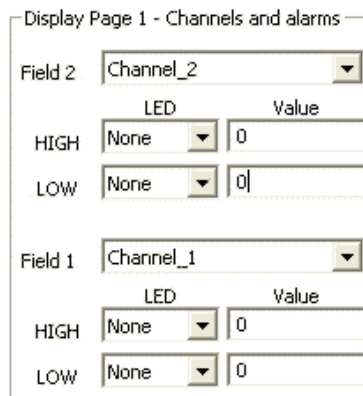 Display Page 1 - Channels and alarms
Field 2 Channel_2
LED Value
HIGH None 0
LOW None 0
Field 1 Channel_1
LED Value
HIGH None 0
LOW None 0